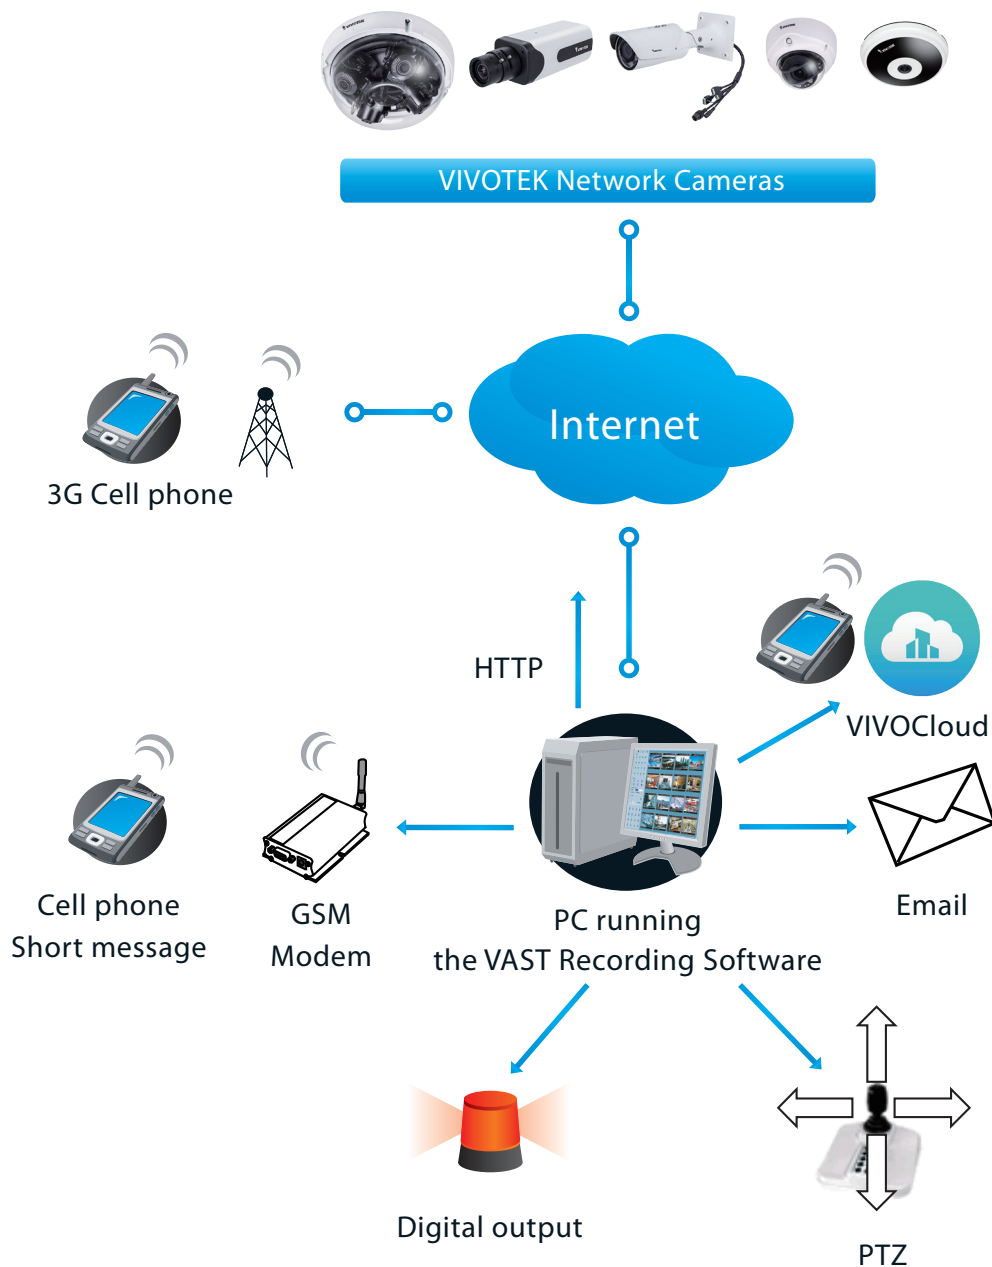 VIVOTEK Network Cameras
Internet
3G Cell phone
HTTP
VIVOCloud
Cell phone
Short message
GSM
Modem
PC running
the VAST Recording Software
Email
Digital output
PTZ